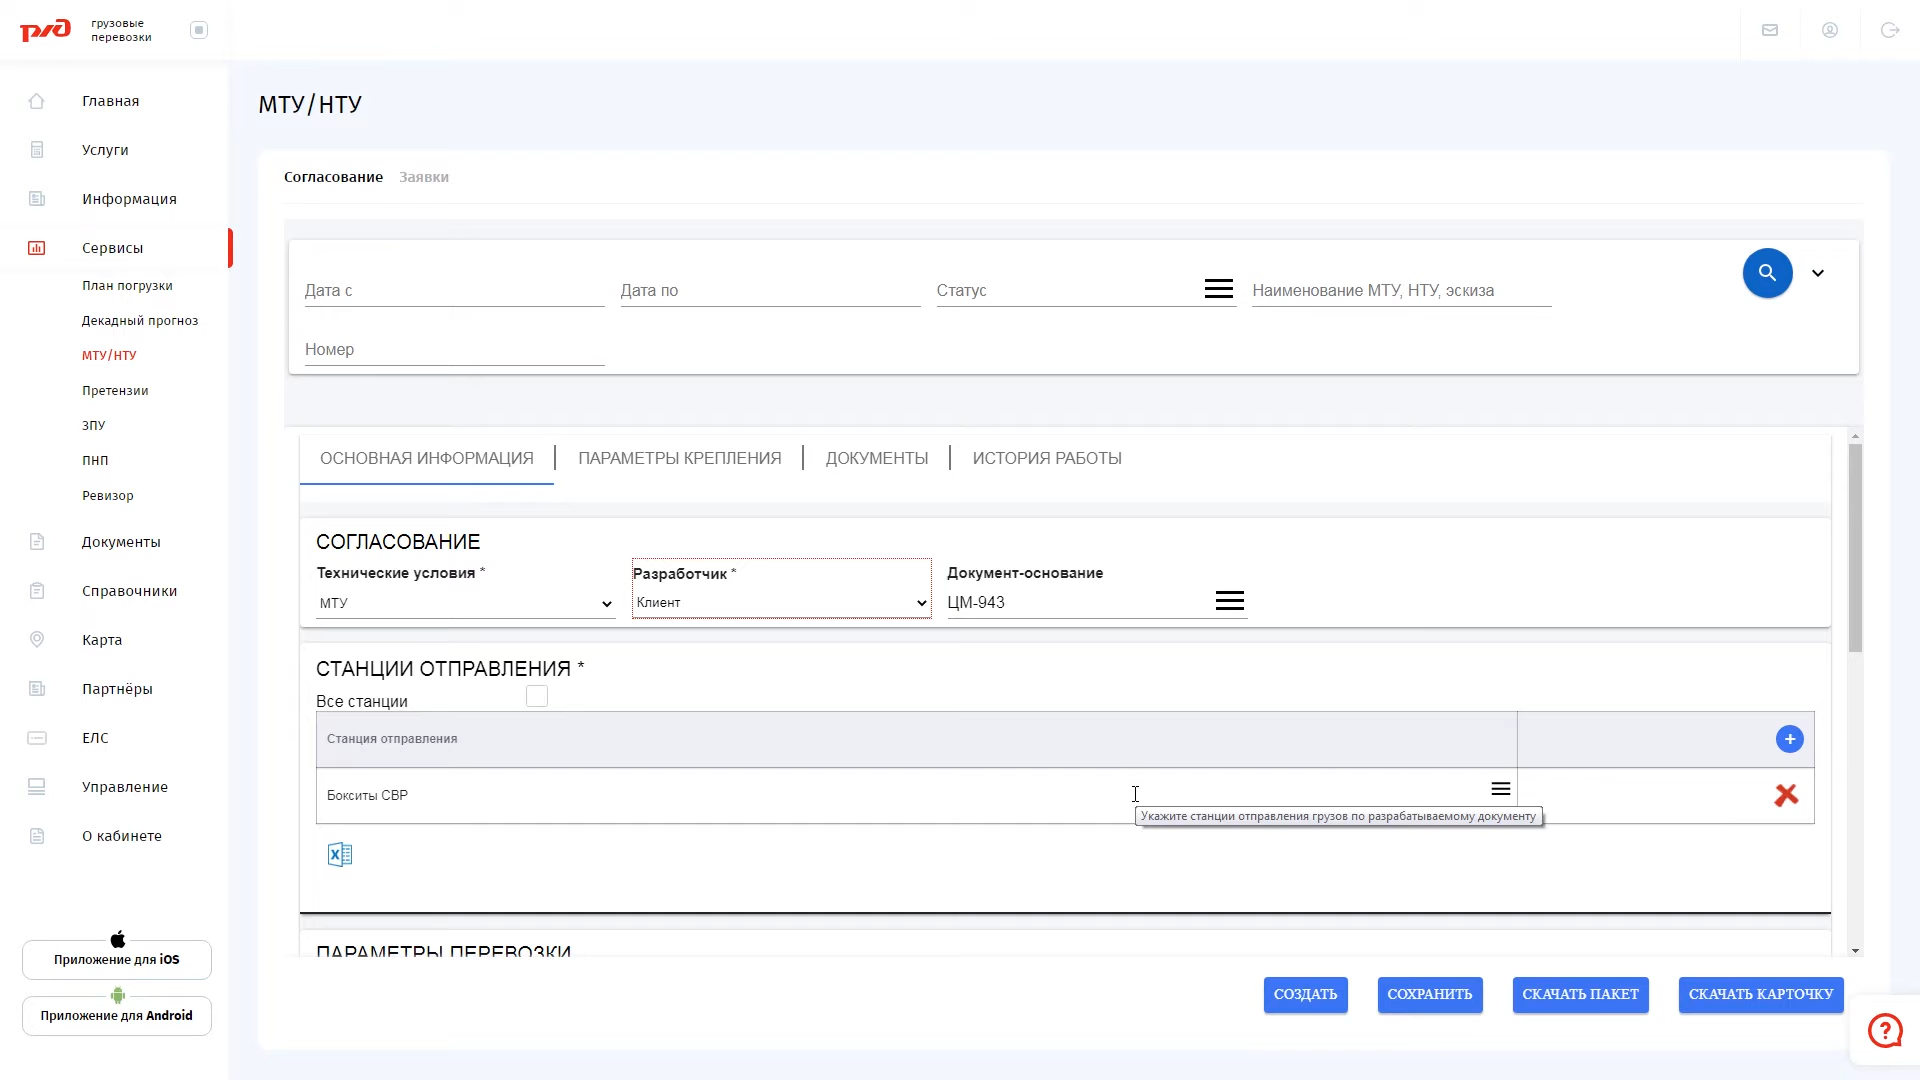 РЖД
грузовые
перевозки
Главная
Услуги
Информация
Сервисы
План погрузки
Декадный прогноз
МТУ/НТУ
Претензии
ЗПУ
ПНП
Ревизор
Документы
Справочники
Карта
Партнёры
ЕЛС
Управление
О кабинете
Приложение для iOS
Приложение для Android
МТУ/НТУ
Согласование Заявки
Дата с Дата по Статус Наименование МТУ, НТУ, эскиза
Номер
ОСНОВНАЯ ИНФОРМАЦИЯ ПАРАМЕТРЫ КРЕПЛЕНИЯ ДОКУМЕНТЫ ИСТОРИЯ РАБОТЫ
СОГЛАСОВАНИЕ
Технические условия * Разработчик * Документ-основание
МТУ Клиент ЦМ-943
СТАНЦИИ ОТПРАВЛЕНИЯ *
Все станции
Станция отправления
Бокситы СВР
Укажите станции отправления грузов по разрабатываемому документу
ПАРАМЕТРЫ ПЕРЕВОЗКИ
СОЗДАТЬ СОХРАНИТЬ СКАЧАТЬ ПАКЕТ СКАЧАТЬ КАРТОЧКУ